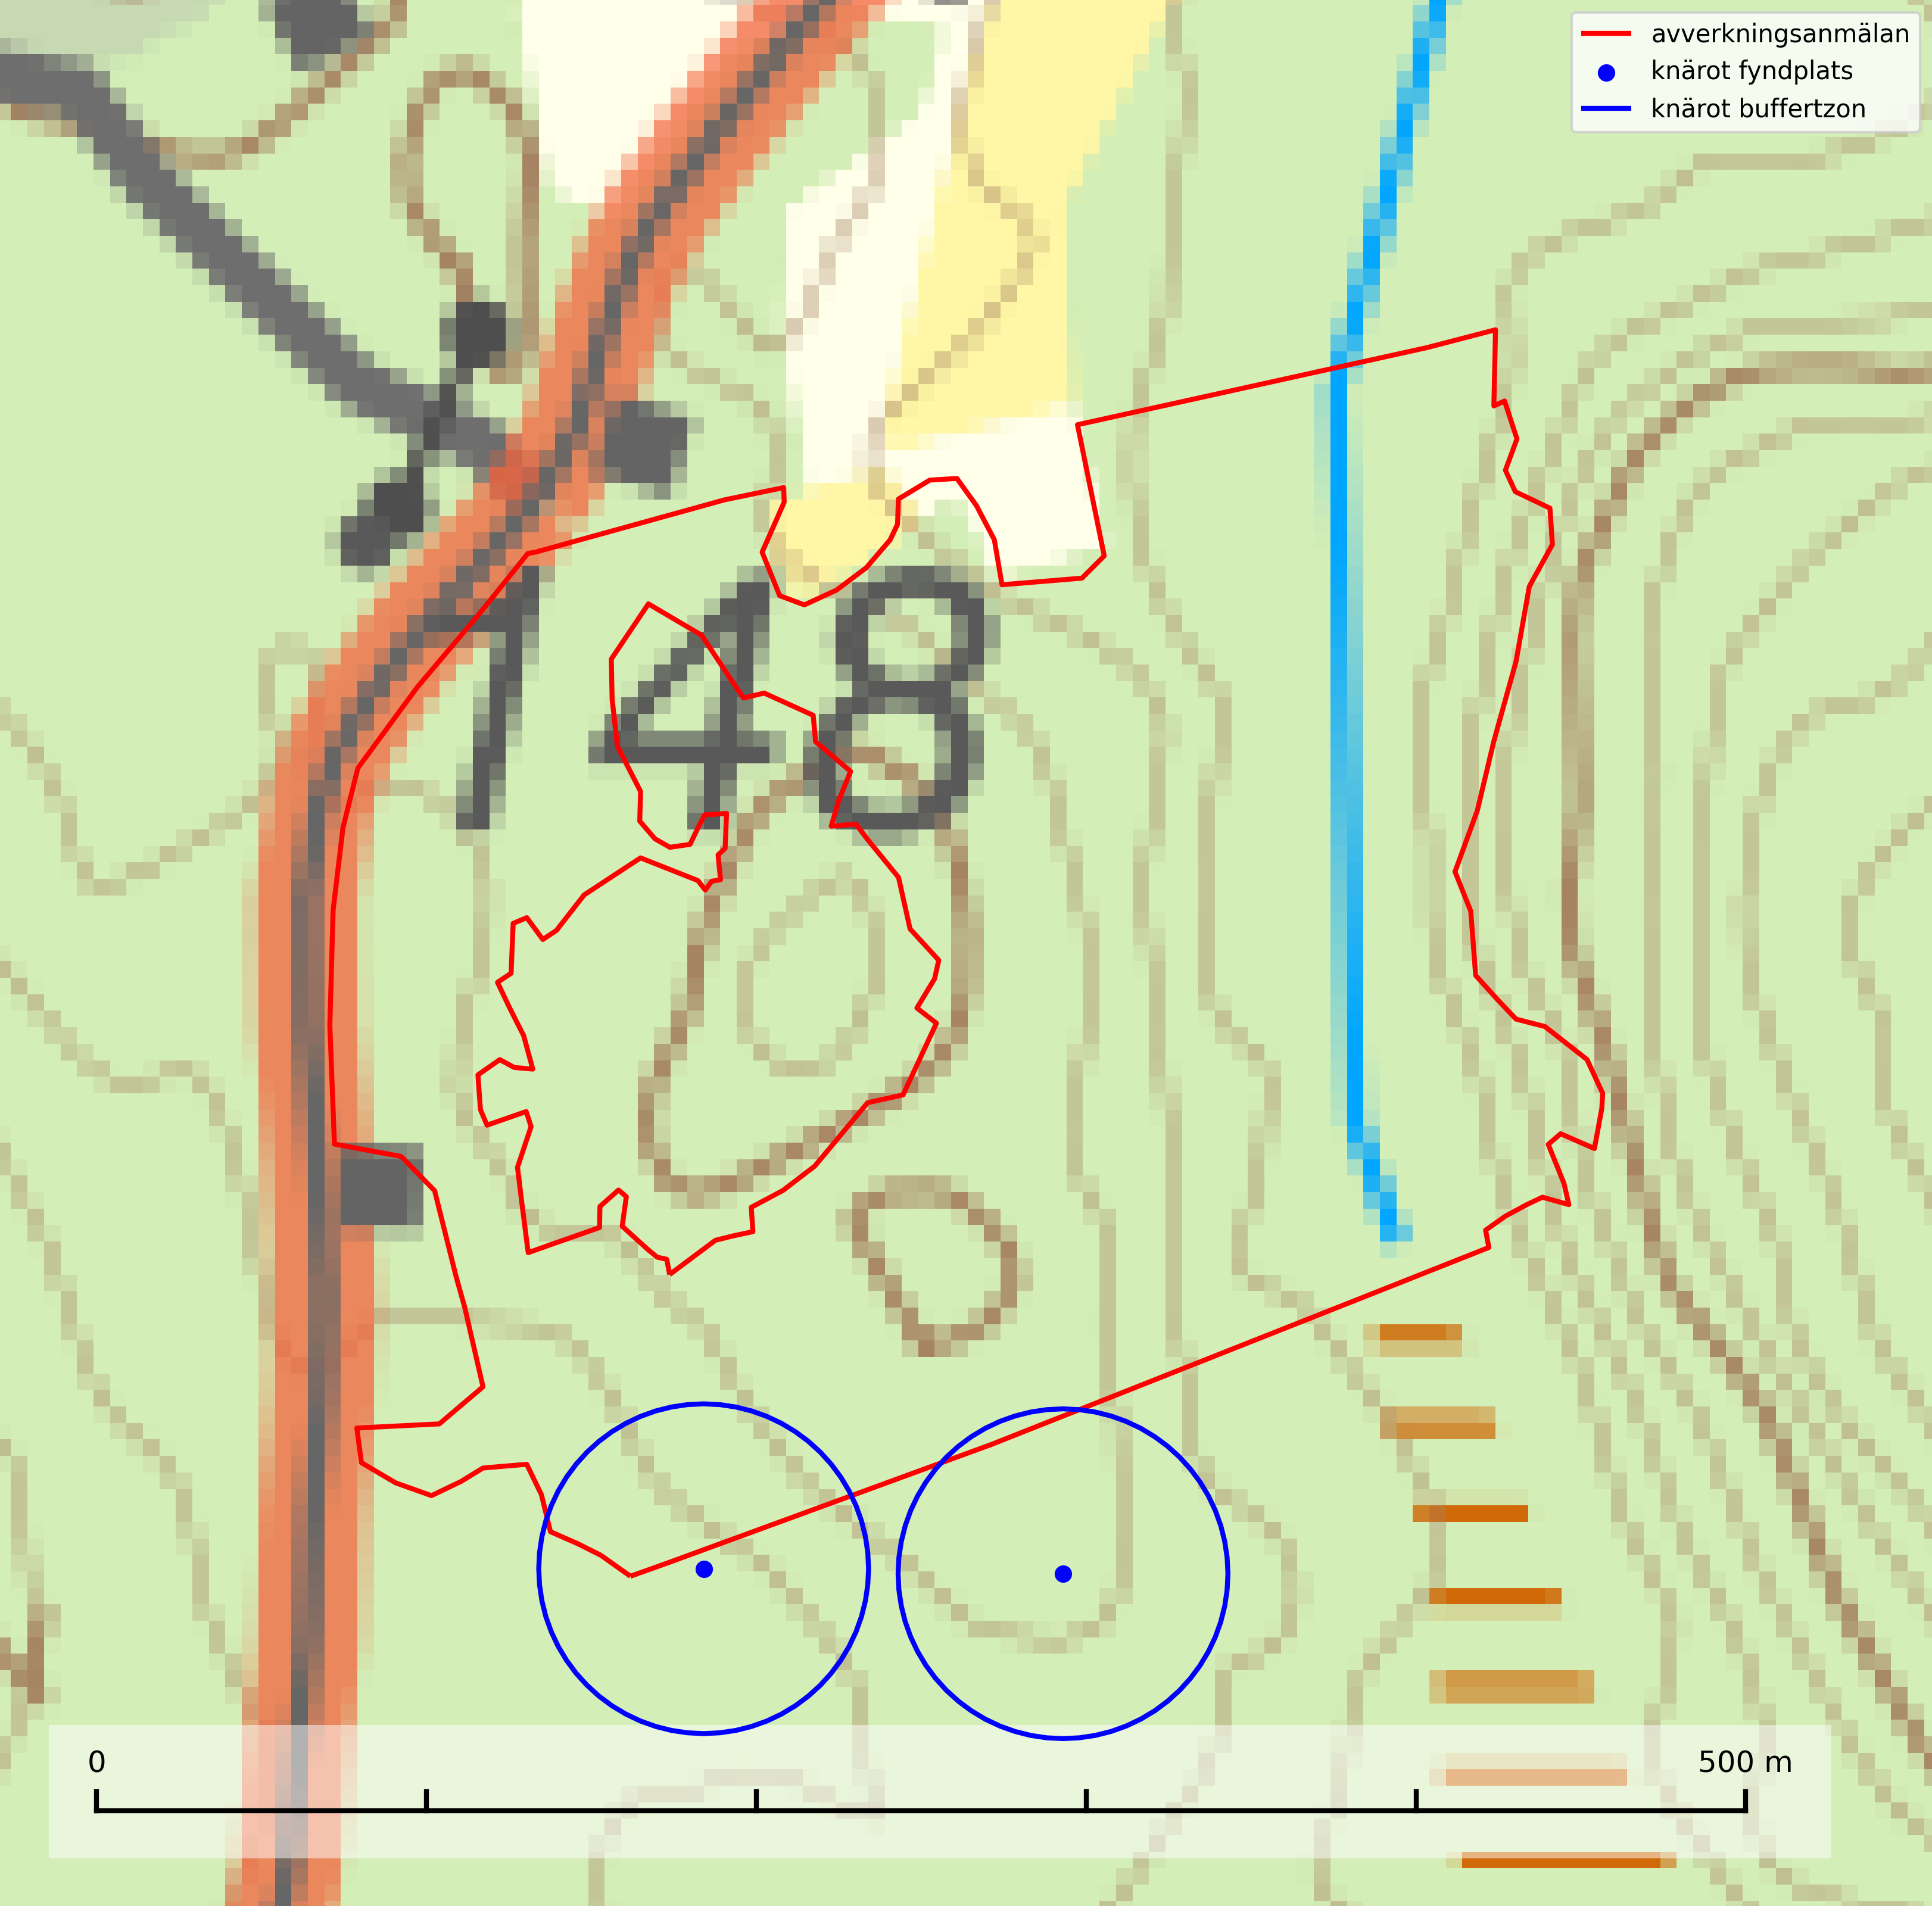 avverkningsanmälan
knärot fyndplats
knärot buffertzon
148
0 500 m